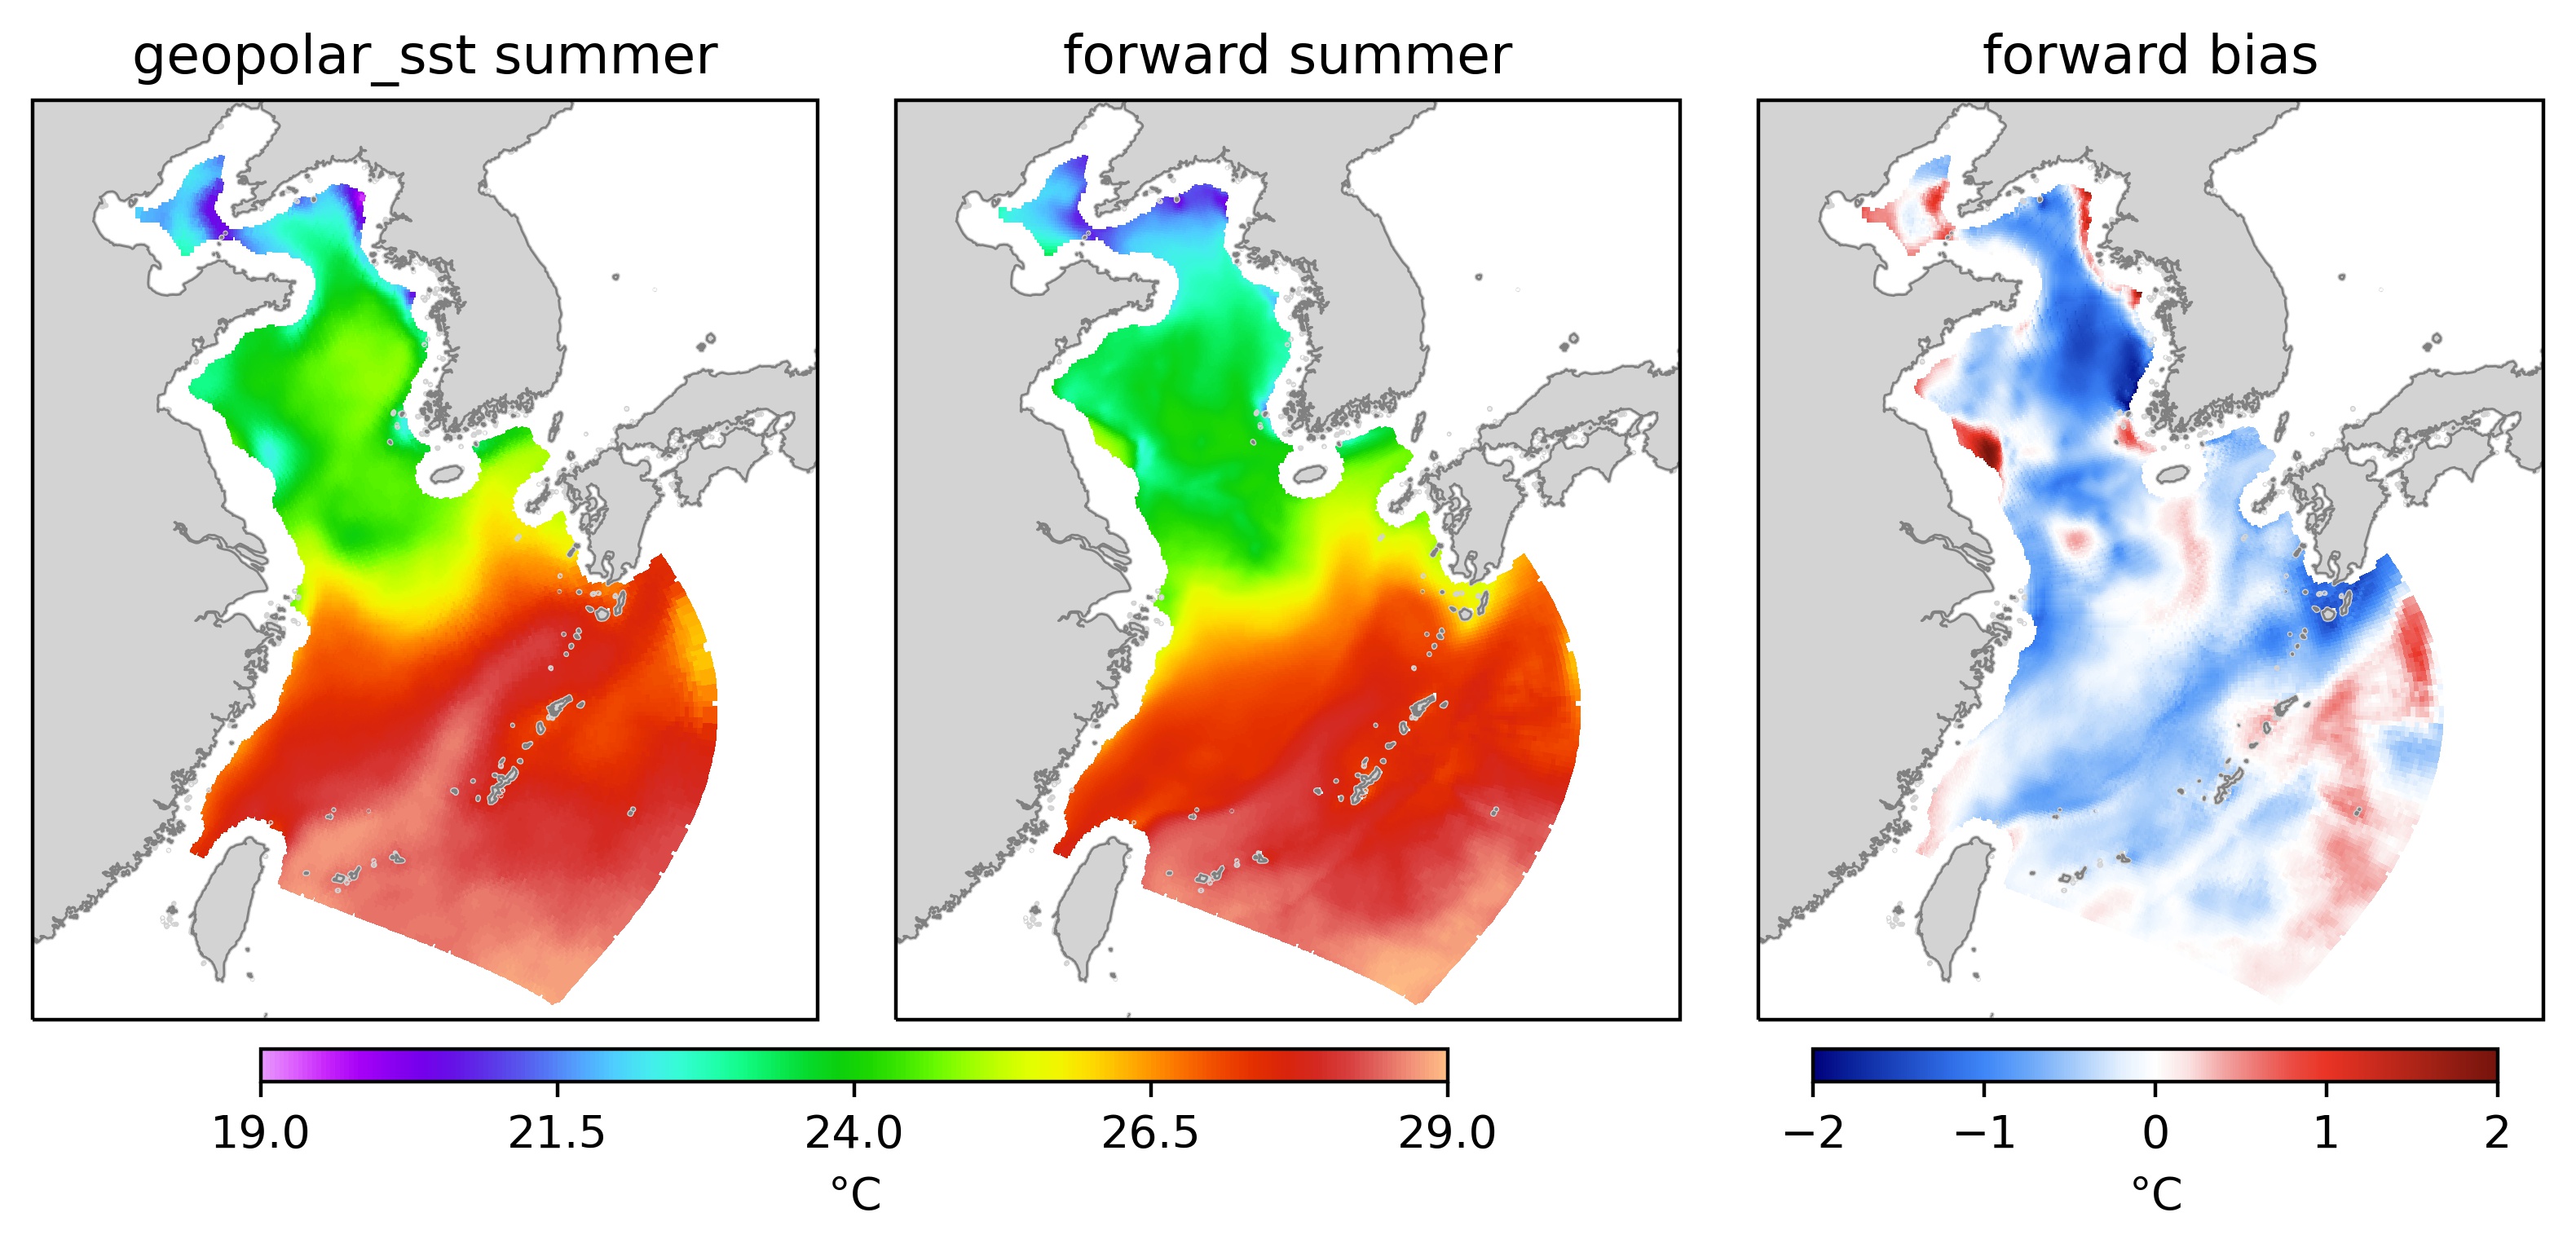 geopolar_sst summer
forward summer
forward bias
19.0 21.5 24.0 26.5 29.0
°C
−2 −1 0 1 2
°C